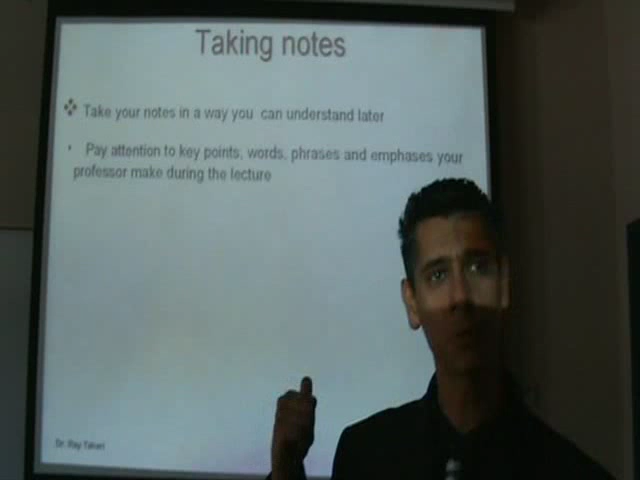 Taking notes
Take your notes in a way you can understand later
Pay attention to key points, words, phrases and emphases your
professor make during the lecture
Dr. Ray